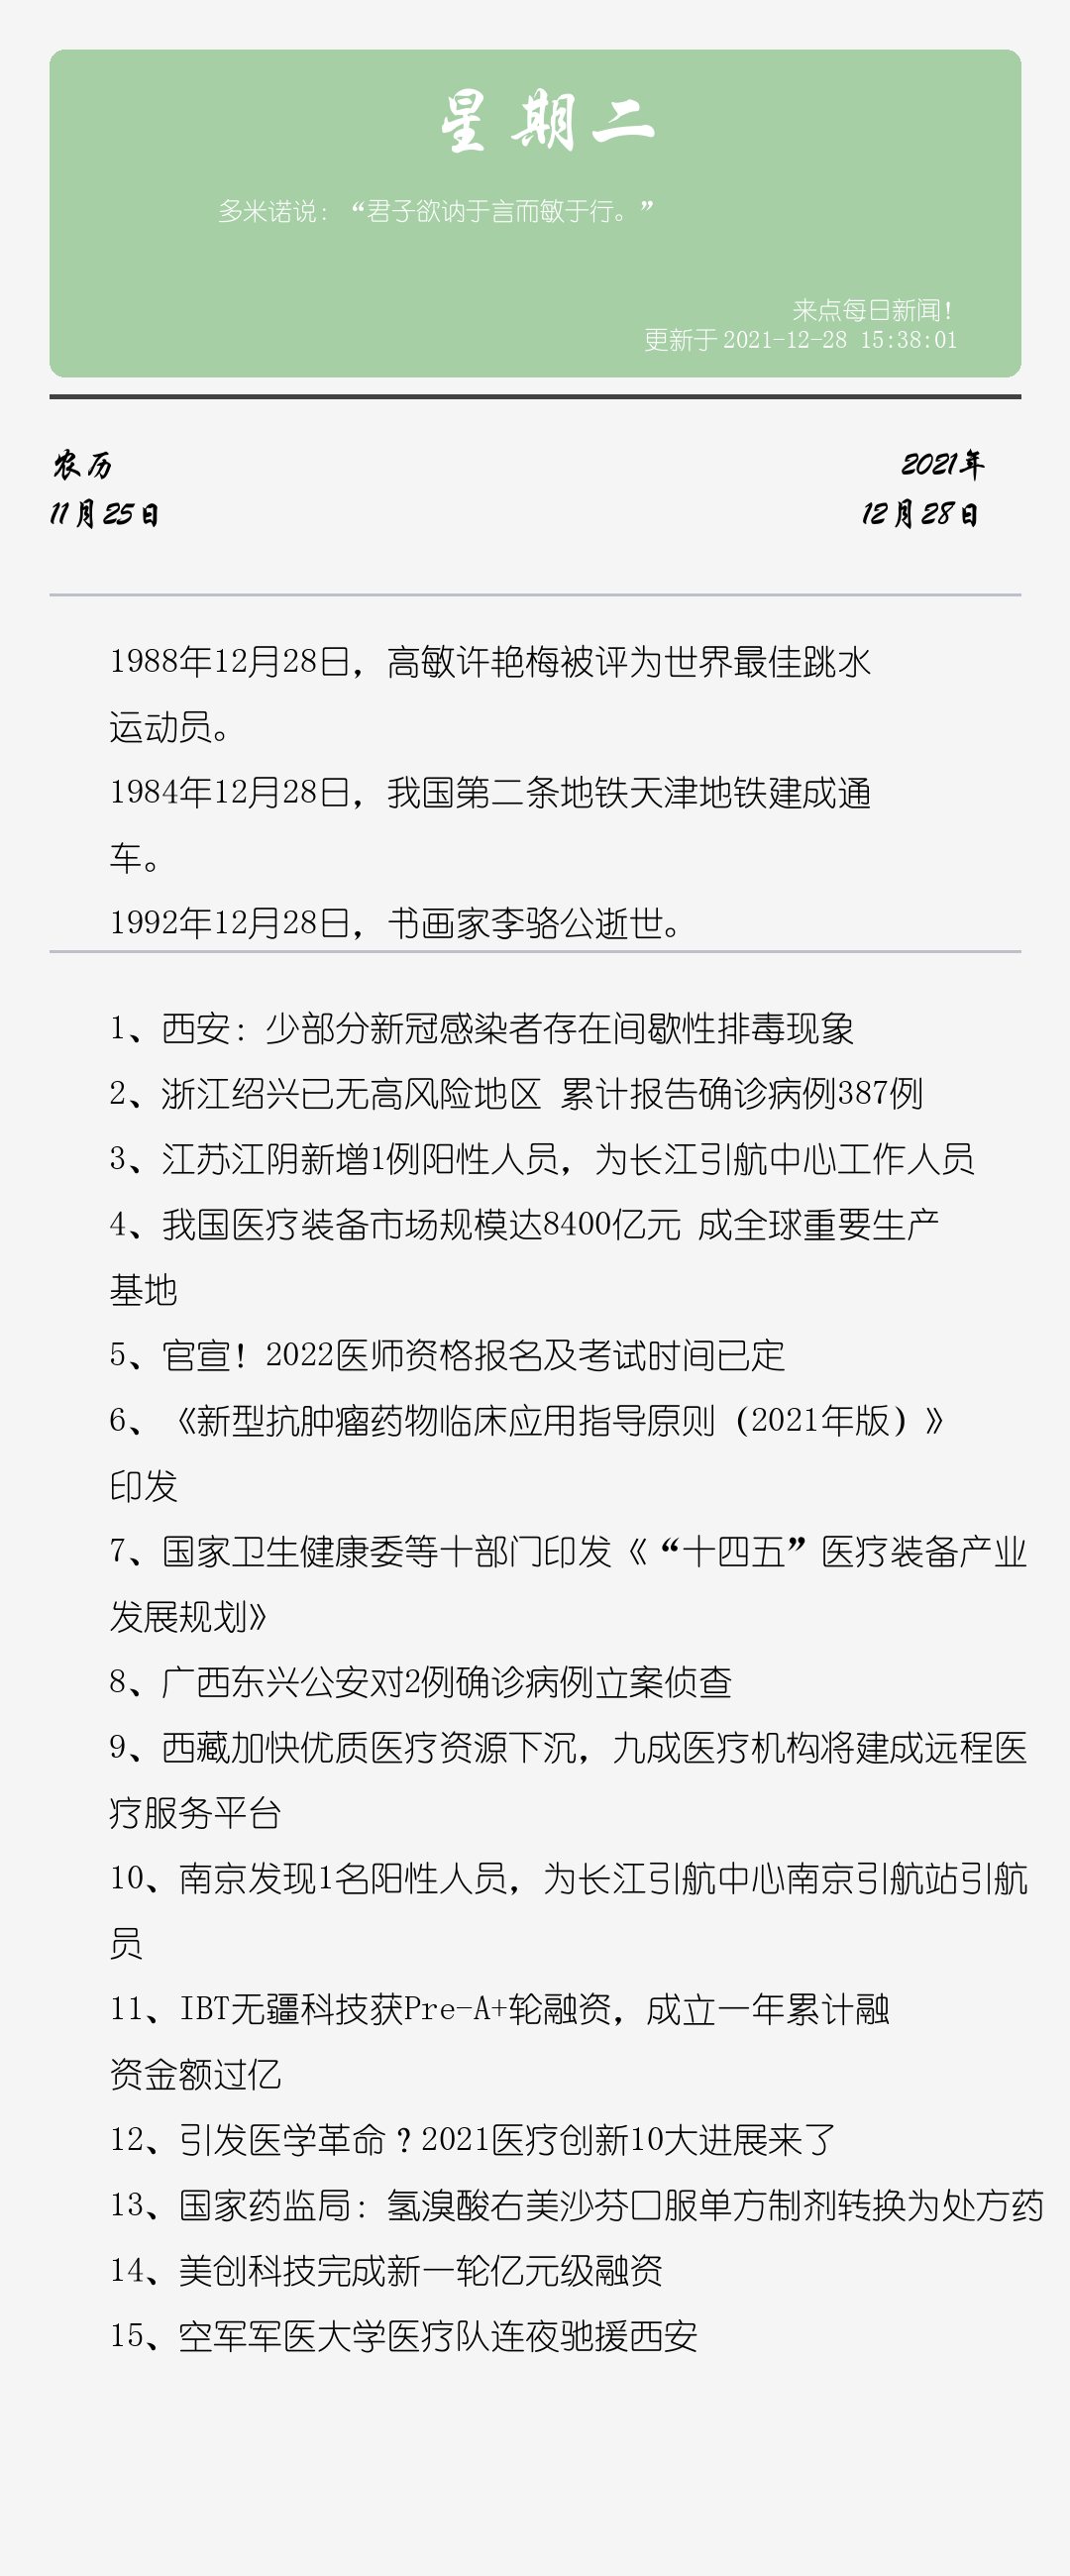 星期二
多米诺说：“君子欲讷于言而敏于行。”
来点每日新闻！
更新于 2021-12-28 15:38:01
农历
2021年
11月25日
12月28日
1988年12月28日，高敏许艳梅被评为世界最佳跳水
运动员。
1984年12月28日，我国第二条地铁天津地铁建成通
车。
1992年12月28日，书画家李骆公逝世。
1、西安：少部分新冠感染者存在间歇性排毒现象
2、浙江绍兴已无高风险地区 累计报告确诊病例387例
3、江苏江阴新增1例阳性人员，为长江引航中心工作人员
4、我国医疗装备市场规模达8400亿元 成全球重要生产
基地
5、官宣！2022医师资格报名及考试时间已定
6、《新型抗肿瘤药物临床应用指导原则（2021年版）》
印发
7、国家卫生健康委等十部门印发《“十四五”医疗装备产业
发展规划》
8、广西东兴公安对2例确诊病例立案侦查
9、西藏加快优质医疗资源下沉，九成医疗机构将建成远程医
疗服务平台
10、南京发现1名阳性人员，为长江引航中心南京引航站引航
员
11、IBT无疆科技获Pre-A+轮融资，成立一年累计融
资金额过亿
12、引发医学革命？2021医疗创新10大进展来了
13、国家药监局：氢溴酸右美沙芬口服单方制剂转换为处方药
14、美创科技完成新一轮亿元级融资
15、空军军医大学医疗队连夜驰援西安